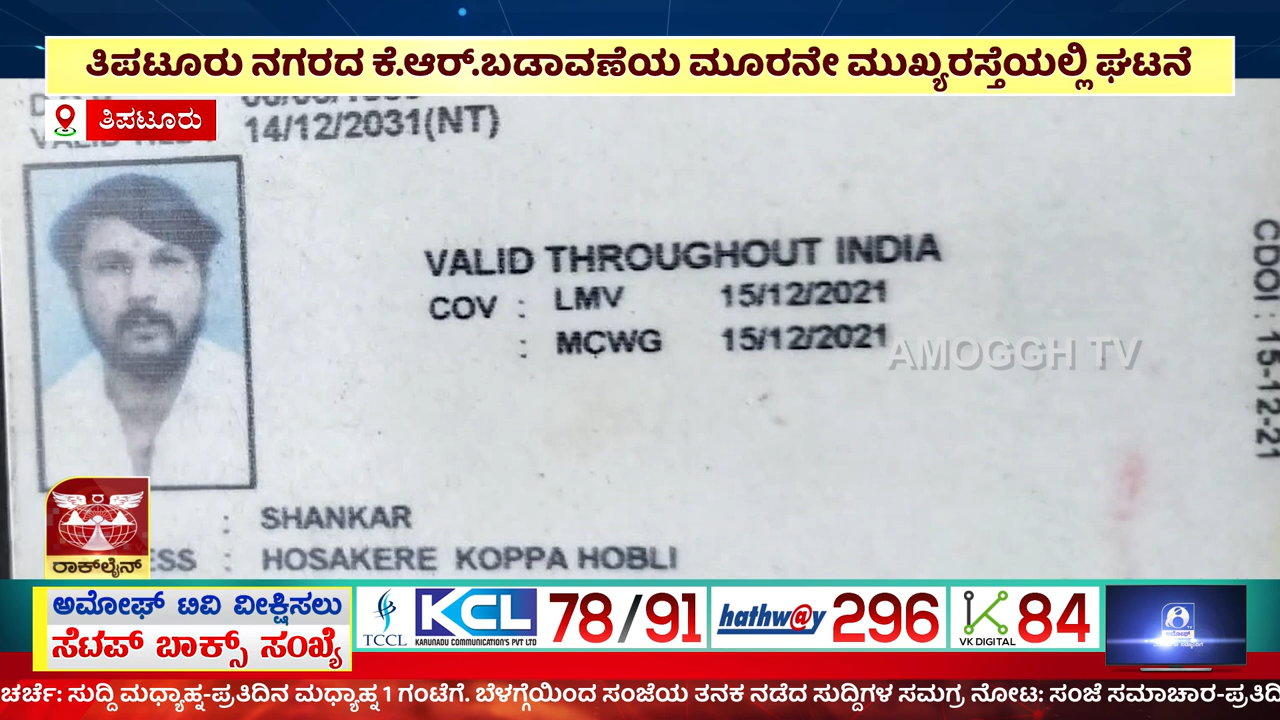 ತಿಪಟೂರು ನಗರದ ಕೆ.ಆರ್.ಬಡಾವಣೆಯ ಮೂರನೇ ಮುಖ್ಯರಸ್ತೆಯಲ್ಲಿ ಘಟನೆ
ತಿಪಟೂರು
14/12/2031(NT)
VALID THROUGHOUT INDIA
COV : LMV 15/12/2021
: MCWG 15/12/2021
AMOGGH TV
CDOI : 15-12-21
: SHANKAR
: HOSAKERE KOPPA HOBLI
ರಾಕ್‌ಲೈನ್
ಅಮೋಘ್ ಟಿವಿ ವೀಕ್ಷಿಸಲು
ಸೆಟಪ್ ಬಾಕ್ಸ್ ಸಂಖ್ಯೆ
TCCL
KCL
KARUNADU COMMUNICATION'S PVT LTD
78/91
hathw@y 296
VK DIGITAL 84
ಚರ್ಚೆ: ಸುದ್ದಿ ಮಧ್ಯಾಹ್ನ-ಪ್ರತಿದಿನ ಮಧ್ಯಾಹ್ನ 1 ಗಂಟೆಗೆ. ಬೆಳಗ್ಗೆಯಿಂದ ಸಂಜೆಯ ತನಕ ನಡೆದ ಸುದ್ದಿಗಳ ಸಮಗ್ರ ನೋಟ: ಸಂಜೆ ಸಮಾಚಾರ-ಪ್ರತಿದಿ